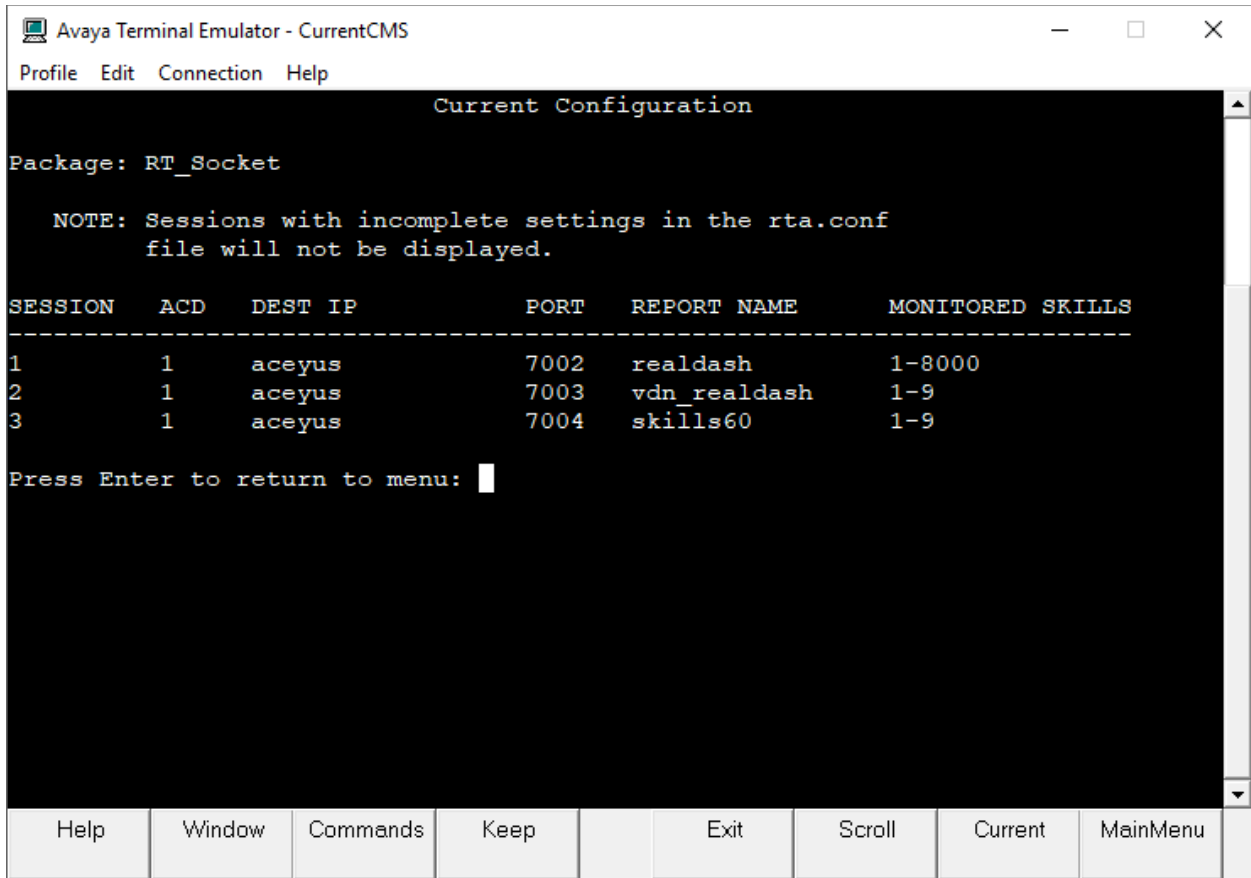 Avaya Terminal Emulator - CurrentCMS
Profile Edit Connection Help
Current Configuration
Package: RT_Socket
NOTE: Sessions with incomplete settings in the rta.conf
file will not be displayed.
SESSION ACD DEST IP PORT REPORT NAME MONITORED SKILLS
--------------------------------------------------------------------------
1 1 aceyus 7002 realdash 1-8000
2 1 aceyus 7003 vdn_realdash 1-9
3 1 aceyus 7004 skills60 1-9
Press Enter to return to menu:
Help Window Commands Keep Exit Scroll Current MainMenu